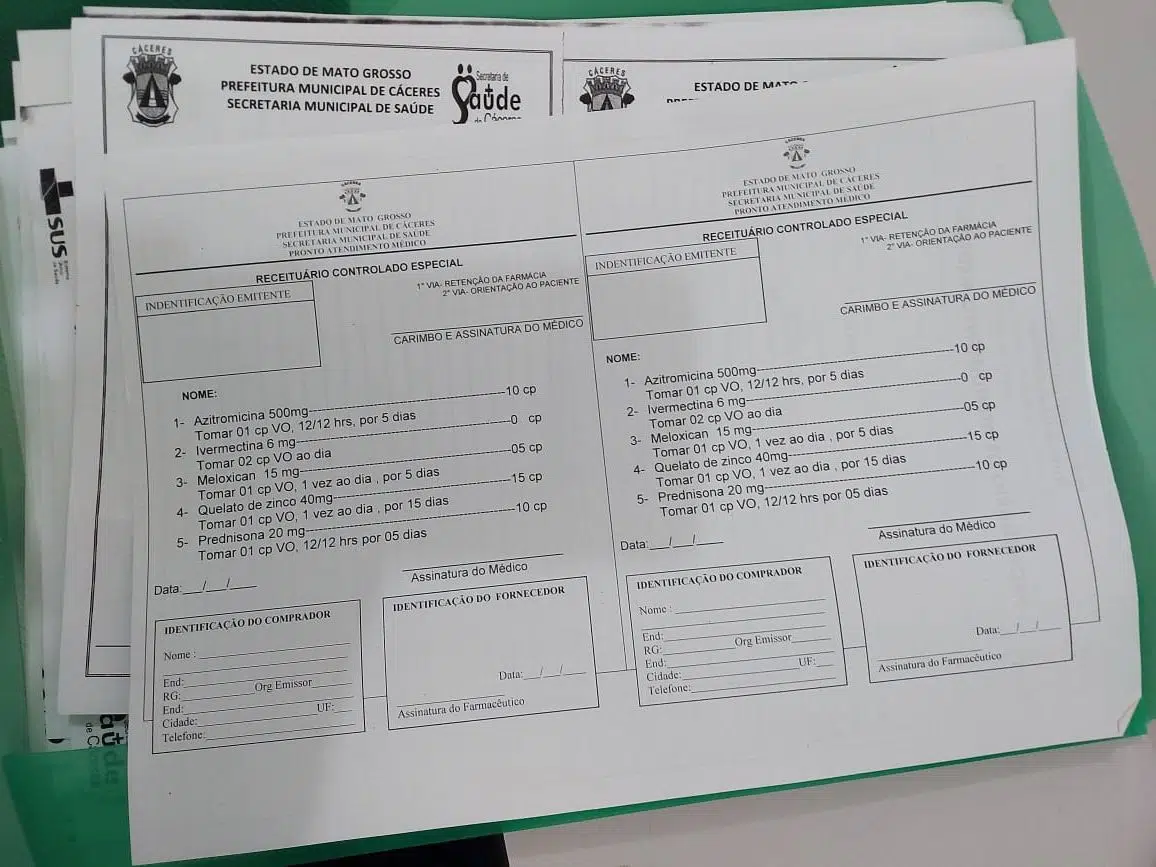 CÁCERES
ESTADO DE MATO GROSSO
PREFEITURA MUNICIPAL DE CÁCERES
SECRETARIA MUNICIPAL DE SAÚDE
Secretaria de
Saúde
de Cáceres
CÁCERES
ESTADO DE MATO
SUS
ESTADO DE MATO GROSSO
PREFEITURA MUNICIPAL DE CÁCERES
SECRETARIA MUNICIPAL DE SAÚDE
PRONTO ATENDIMENTO MÉDICO
RECEITUÁRIO CONTROLADO ESPECIAL
1ª VIA- RETENÇÃO DA FARMÁCIA
2ª VIA- ORIENTAÇÃO AO PACIENTE
INDENTIFICAÇÃO EMITENTE
CARIMBO E ASSINATURA DO MÉDICO
NOME:
1- Azitromicina 500mg----------10 cp
Tomar 01 cp VO, 12/12 hrs, por 5 dias
2- Ivermectina 6 mg----------0 cp
Tomar 02 cp VO ao dia
3- Meloxican 15 mg----------05 cp
Tomar 01 cp VO, 1 vez ao dia , por 5 dias
4- Quelato de zinco 40mg----------15 cp
Tomar 01 cp VO, 1 vez ao dia , por 15 dias
5- Prednisona 20 mg----------10 cp
Tomar 01 cp VO, 12/12 hrs por 05 dias
Data:___/___/____
Assinatura do Médico
IDENTIFICAÇÃO DO COMPRADOR
Nome :
End:
RG: Org Emissor
End:
Cidade: UF:
Telefone:
IDENTIFICAÇÃO DO FORNECEDOR
Data:___/___/____
Assinatura do Farmacêutico
ESTADO DE MATO GROSSO
PREFEITURA MUNICIPAL DE CÁCERES
SECRETARIA MUNICIPAL DE SAÚDE
PRONTO ATENDIMENTO MÉDICO
RECEITUÁRIO CONTROLADO ESPECIAL
1ª VIA- RETENÇÃO DA FARMÁCIA
2ª VIA- ORIENTAÇÃO AO PACIENTE
INDENTIFICAÇÃO EMITENTE
CARIMBO E ASSINATURA DO MÉDICO
NOME:
1- Azitromicina 500mg----------10 cp
Tomar 01 cp VO, 12/12 hrs, por 5 dias
2- Ivermectina 6 mg----------0 cp
Tomar 02 cp VO ao dia
3- Meloxican 15 mg----------05 cp
Tomar 01 cp VO, 1 vez ao dia , por 5 dias
4- Quelato de zinco 40mg----------15 cp
Tomar 01 cp VO, 1 vez ao dia , por 15 dias
5- Prednisona 20 mg----------10 cp
Tomar 01 cp VO, 12/12 hrs por 05 dias
Data:___/___/____
Assinatura do Médico
IDENTIFICAÇÃO DO COMPRADOR
Nome :
End:
RG: Org Emissor
End:
Cidade: UF:
Telefone:
IDENTIFICAÇÃO DO FORNECEDOR
Data:___/___/____
Assinatura do Farmacêutico